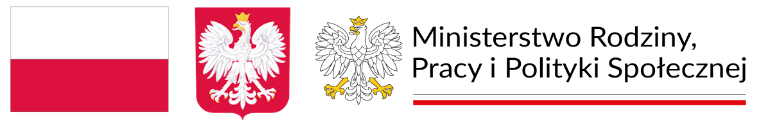 Ministerstwo Rodziny,
Pracy i Polityki Społecznej